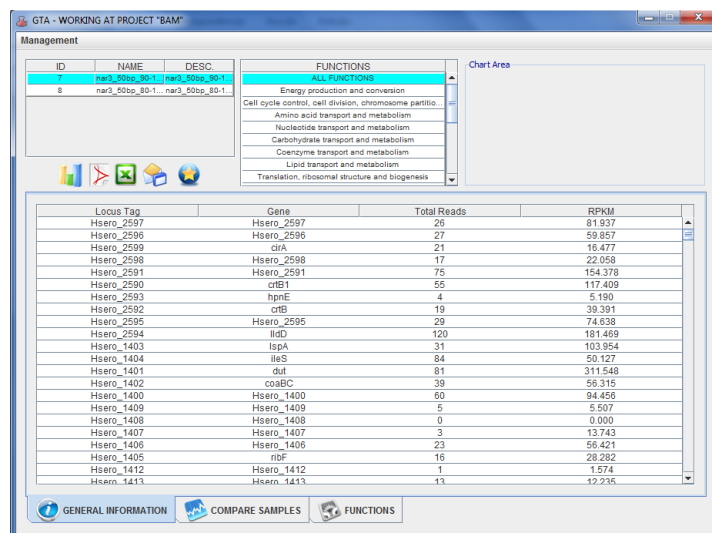 GTA - WORKING AT PROJECT "BAM"
Management
ID NAME DESC.
7 nar3_50bp_90-1... nar3_50bp_90-1...
8 nar3_50bp_80-1... nar3_50bp_80-1...
FUNCTIONS
ALL FUNCTIONS
Energy production and conversion
Cell cycle control, cell division, chromosome partitio...
Amino acid transport and metabolism
Nucleotide transport and metabolism
Carbohydrate transport and metabolism
Coenzyme transport and metabolism
Lipid transport and metabolism
Translation, ribosomal structure and biogenesis
Chart Area
Locus Tag Gene Total Reads RPKM
Hsero_2597 Hsero_2597 26 81.937
Hsero_2596 Hsero_2596 27 59.857
Hsero_2599 cirA 21 16.477
Hsero_2598 Hsero_2598 17 22.058
Hsero_2591 Hsero_2591 75 154.378
Hsero_2590 crtB1 55 117.409
Hsero_2593 hpnE 4 5.190
Hsero_2592 crtB 19 39.391
Hsero_2595 Hsero_2595 29 74.638
Hsero_2594 lldD 120 181.469
Hsero_1403 lspA 31 103.954
Hsero_1404 ileS 84 50.127
Hsero_1401 dut 81 311.548
Hsero_1402 coaBC 39 56.315
Hsero_1400 Hsero_1400 60 94.456
Hsero_1409 Hsero_1409 5 5.507
Hsero_1408 Hsero_1408 0 0.000
Hsero_1407 Hsero_1407 3 13.743
Hsero_1406 Hsero_1406 23 56.421
Hsero_1405 ribF 16 28.282
Hsero_1412 Hsero_1412 1 1.574
Hsero_1413 Hsero_1413 13 12.235
GENERAL INFORMATION COMPARE SAMPLES FUNCTIONS